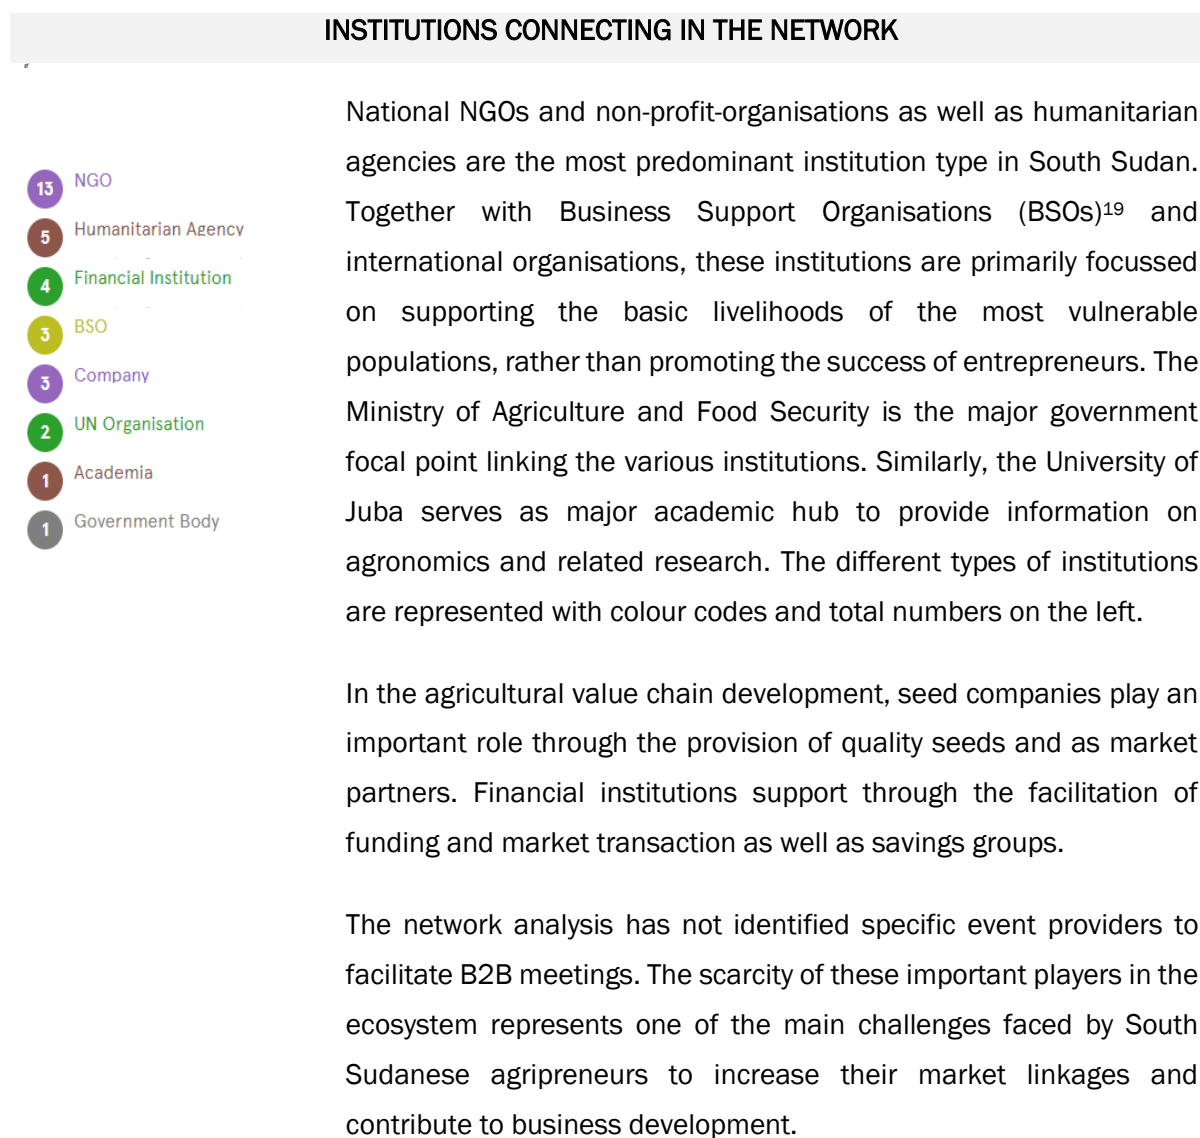 INSTITUTIONS CONNECTING IN THE NETWORK
13 NGO
5 Humanitarian Agency
4 Financial Institution
3 BSO
3 Company
2 UN Organisation
1 Academia
1 Government Body
National NGOs and non-profit-organisations as well as humanitarian
agencies are the most predominant institution type in South Sudan.
Together with Business Support Organisations (BSOs)19 and
international organisations, these institutions are primarily focussed
on supporting the basic livelihoods of the most vulnerable
populations, rather than promoting the success of entrepreneurs. The
Ministry of Agriculture and Food Security is the major government
focal point linking the various institutions. Similarly, the University of
Juba serves as major academic hub to provide information on
agronomics and related research. The different types of institutions
are represented with colour codes and total numbers on the left.
In the agricultural value chain development, seed companies play an
important role through the provision of quality seeds and as market
partners. Financial institutions support through the facilitation of
funding and market transaction as well as savings groups.
The network analysis has not identified specific event providers to
facilitate B2B meetings. The scarcity of these important players in the
ecosystem represents one of the main challenges faced by South
Sudanese agripreneurs to increase their market linkages and
contribute to business development.